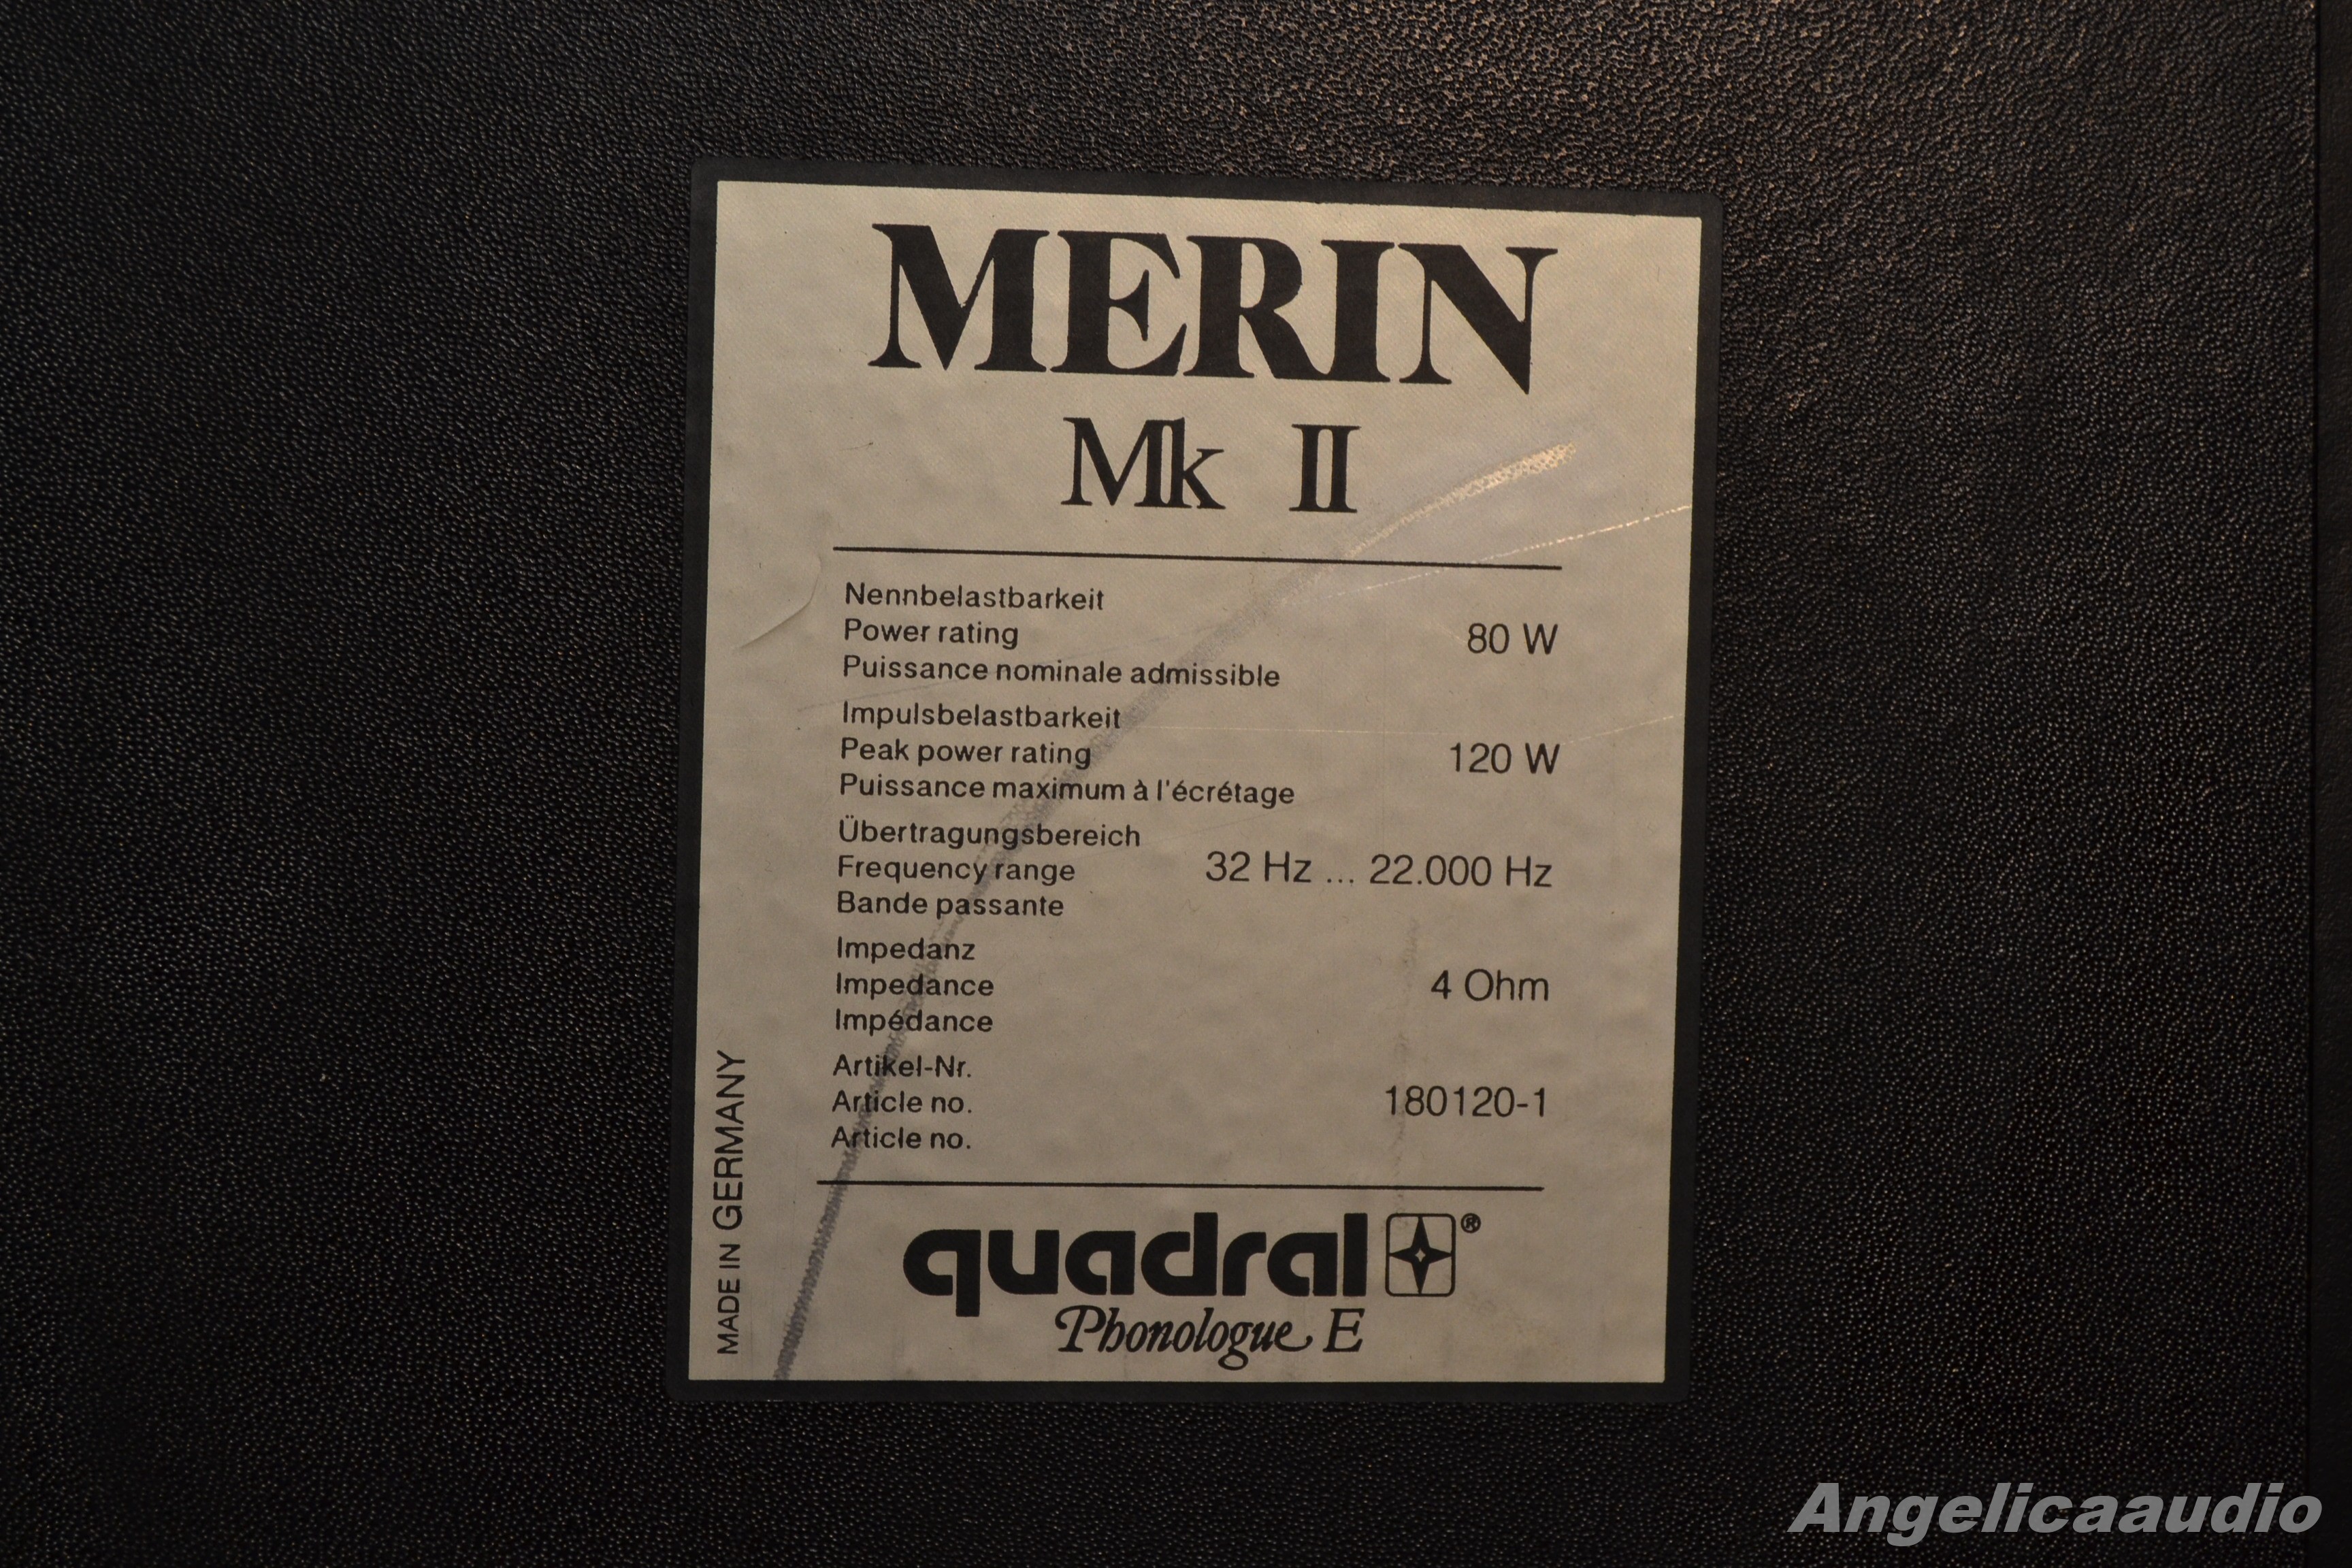 MERIN
Mk II
Nennbelastbarkeit
Power rating 80 W
Puissance nominale admissible
Impulsbelastbarkeit
Peak power rating 120 W
Puissance maximum à l'écrétage
Übertragungsbereich
Frequency range 32 Hz ... 22.000 Hz
Bande passante
Impedanz
Impedance 4 Ohm
Impédance
Artikel-Nr.
Article no. 180120-1
Article no.
MADE IN GERMANY
quadral ®
Phonologue E
Angelicaaudio